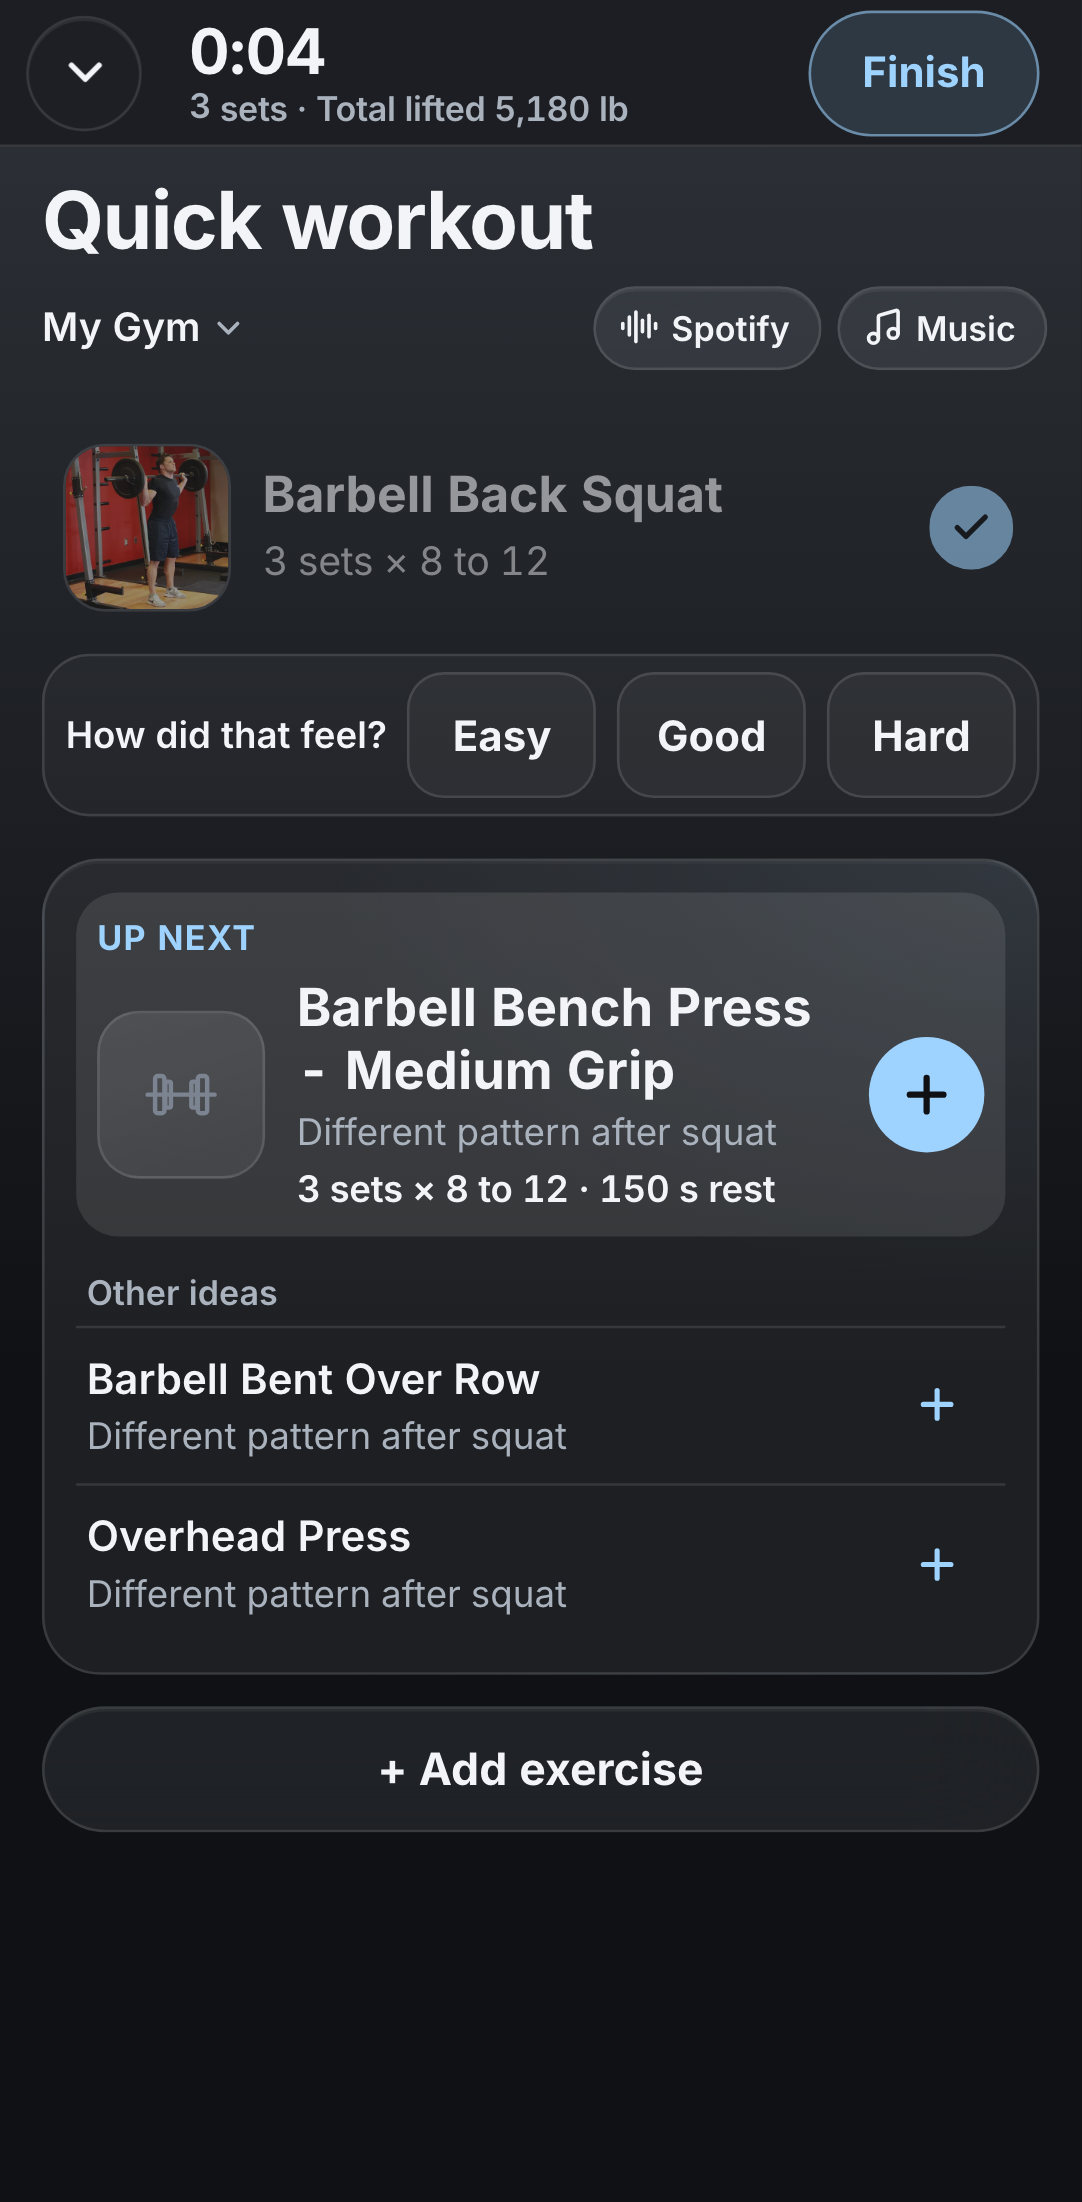 0:04
3 sets · Total lifted 5,180 lb
Finish
Quick workout
My Gym
Spotify
Music
Barbell Back Squat
3 sets × 8 to 12
How did that feel?
Easy
Good
Hard
UP NEXT
Barbell Bench Press
- Medium Grip
Different pattern after squat
3 sets × 8 to 12 · 150 s rest
Other ideas
Barbell Bent Over Row
Different pattern after squat
Overhead Press
Different pattern after squat
+ Add exercise